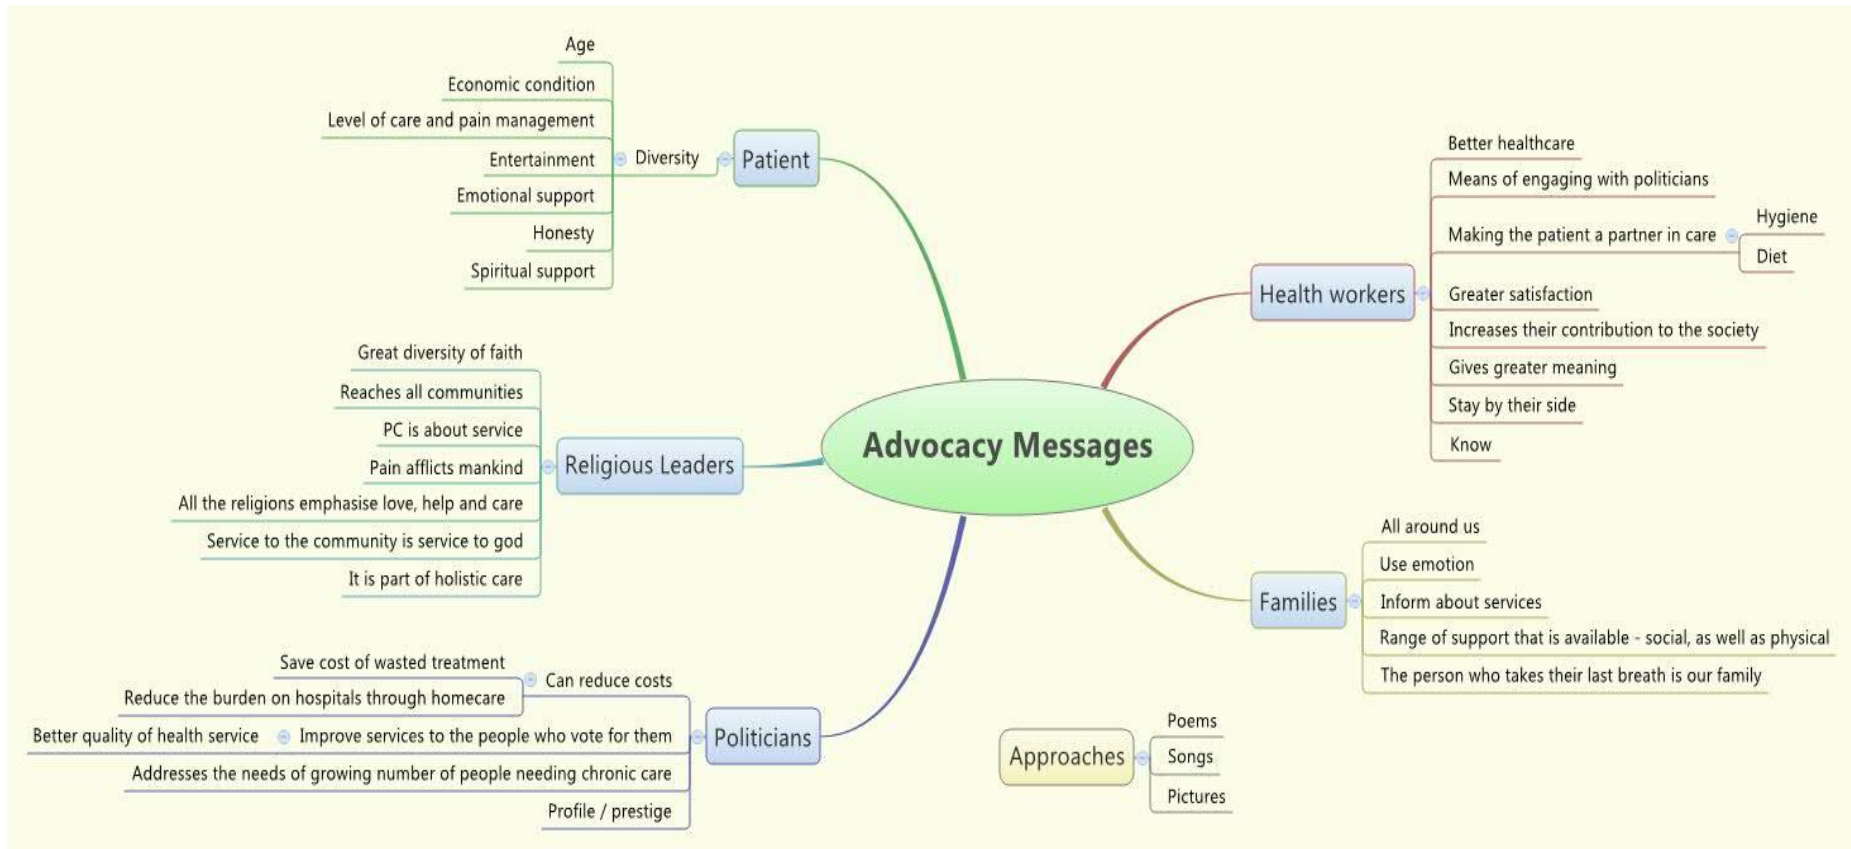 Advocacy Messages
Patient
Diversity
Age
Economic condition
Level of care and pain management
Entertainment
Emotional support
Honesty
Spiritual support
Religious Leaders
Great diversity of faith
Reaches all communities
PC is about service
Pain afflicts mankind
All the religions emphasise love, help and care
Service to the community is service to god
It is part of holistic care
Politicians
Can reduce costs
Save cost of wasted treatment
Reduce the burden on hospitals through homecare
Improve services to the people who vote for them
Better quality of health service
Addresses the needs of growing number of people needing chronic care
Profile / prestige
Health workers
Better healthcare
Means of engaging with politicians
Making the patient a partner in care
Hygiene
Diet
Greater satisfaction
Increases their contribution to the society
Gives greater meaning
Stay by their side
Know
Families
All around us
Use emotion
Inform about services
Range of support that is available - social, as well as physical
The person who takes their last breath is our family
Approaches
Poems
Songs
Pictures